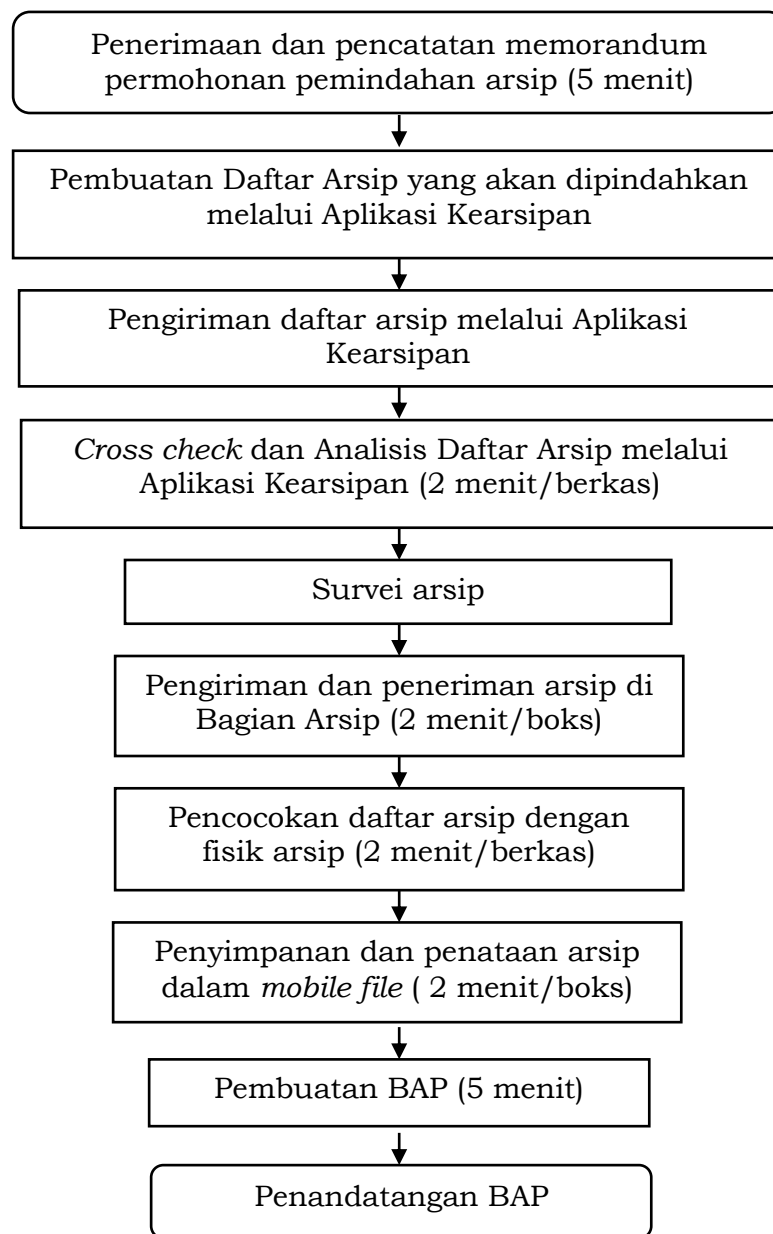 Penerimaan dan pencatatan memorandum
permohonan pemindahan arsip (5 menit)
Pembuatan Daftar Arsip yang akan dipindahkan
melalui Aplikasi Kearsipan
Pengiriman daftar arsip melalui Aplikasi
Kearsipan
Cross check dan Analisis Daftar Arsip melalui
Aplikasi Kearsipan (2 menit/berkas)
Survei arsip
Pengiriman dan peneriman arsip di
Bagian Arsip (2 menit/boks)
Pencocokan daftar arsip dengan
fisik arsip (2 menit/berkas)
Penyimpanan dan penataan arsip
dalam mobile file ( 2 menit/boks)
Pembuatan BAP (5 menit)
Penandatangan BAP